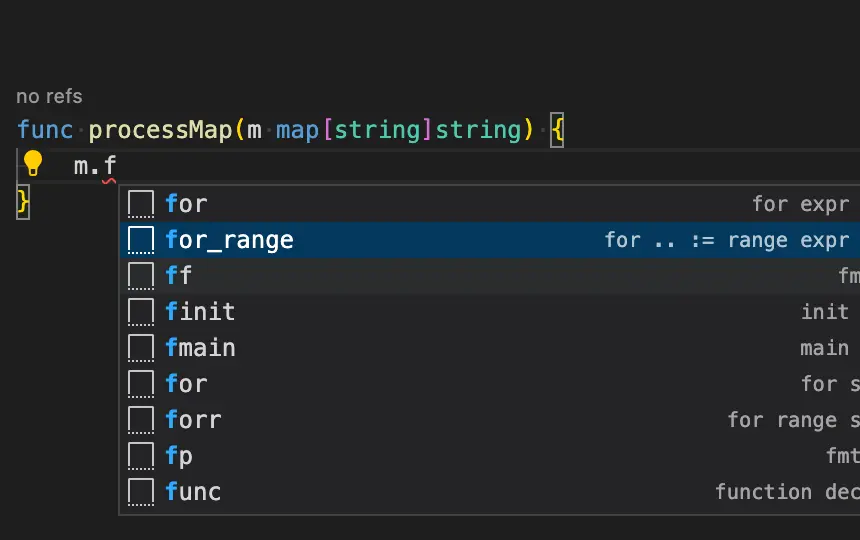 no refs
func processMap(m map[string]string) {
m.f
}
for for expr
for_range for .. := range expr
ff fm
finit init
fmain main
for for s
forr for range s
fp fmt
func function dec